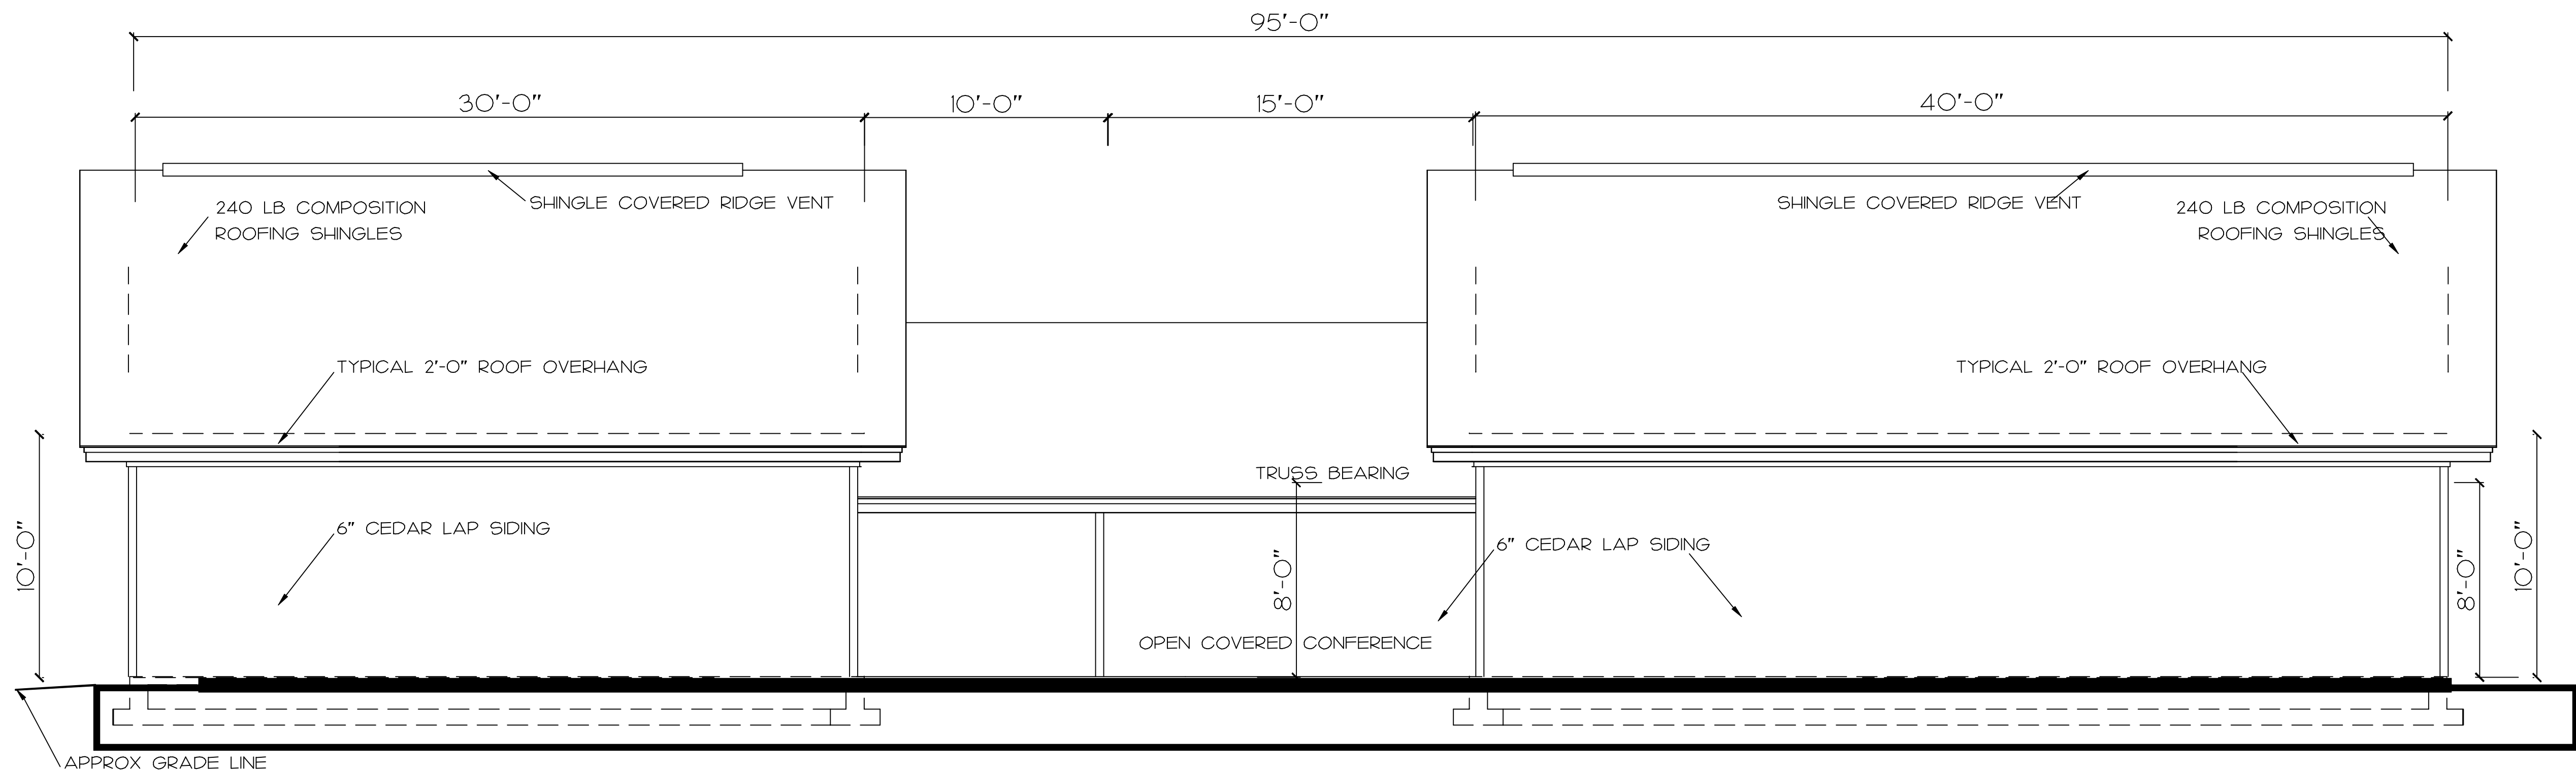 95'-0"
30'-0"
10'-0"
15'-0"
40'-0"
SHINGLE COVERED RIDGE VENT
SHINGLE COVERED RIDGE VENT
240 LB COMPOSITION
ROOFING SHINGLES
240 LB COMPOSITION
ROOFING SHINGLES
TYPICAL 2'-0" ROOF OVERHANG
TYPICAL 2'-0" ROOF OVERHANG
TRUSS BEARING
6" CEDAR LAP SIDING
6" CEDAR LAP SIDING
10'-0"
8'-0"
8'-0"
10'-0"
OPEN COVERED CONFERENCE
APPROX GRADE LINE